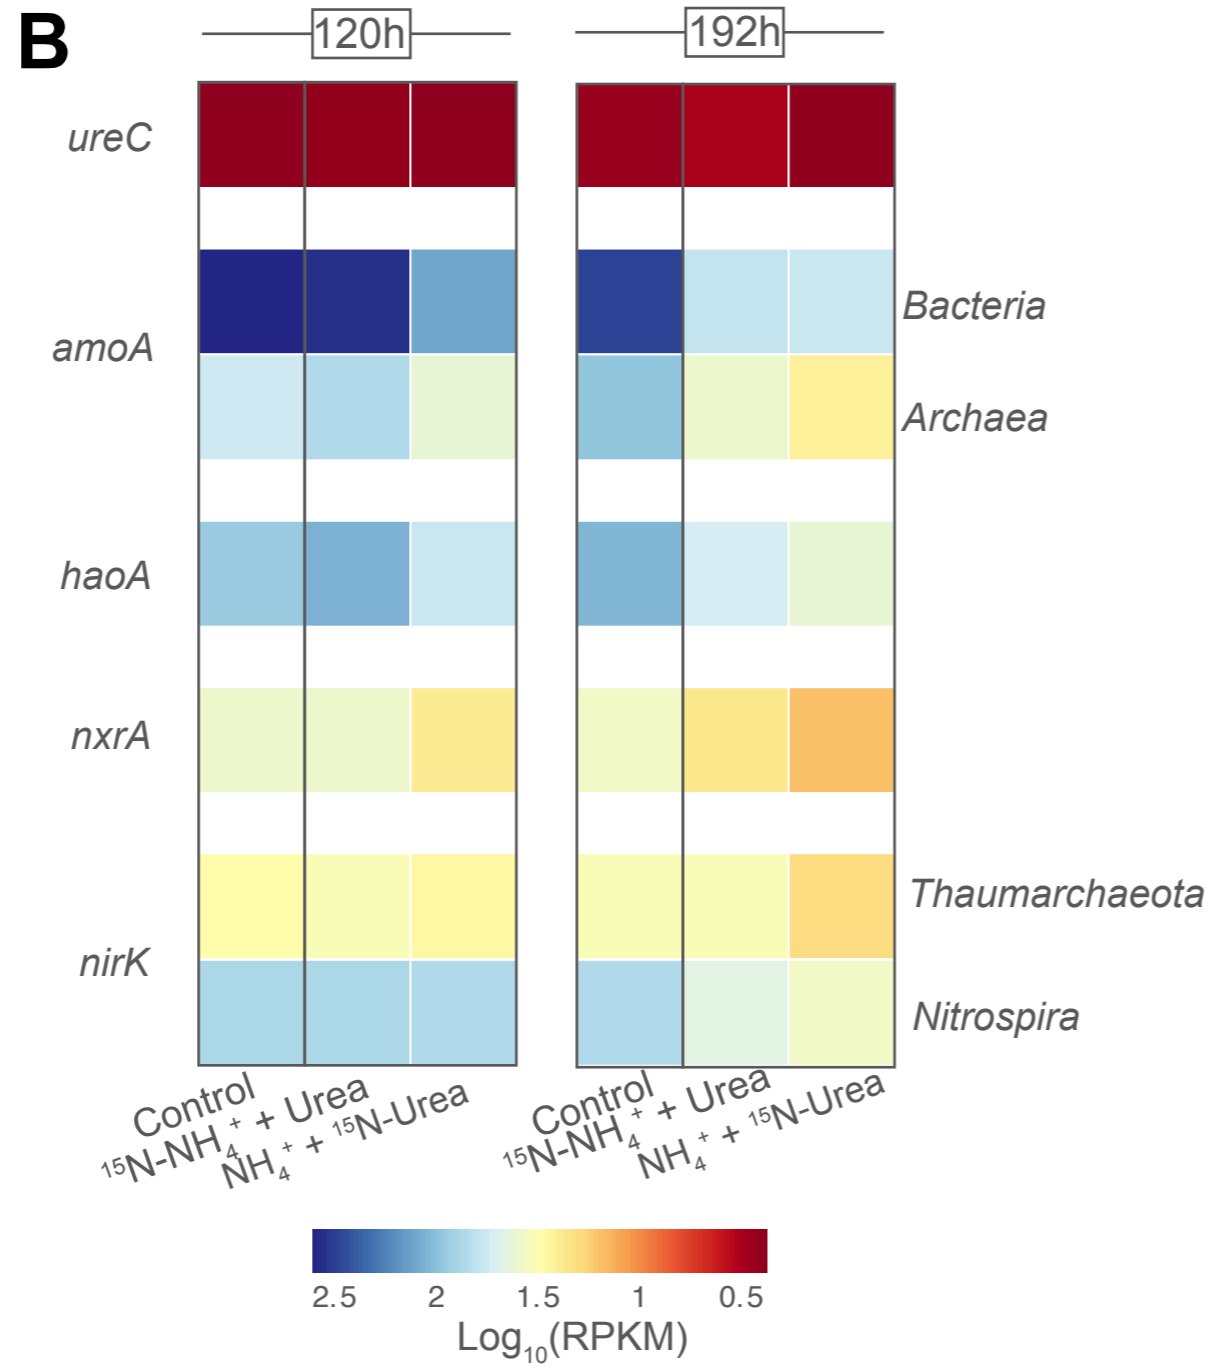 B
120h 192h
ureC
amoA
Bacteria
Archaea
haoA
nxrA
nirK
Thaumarchaeota
Nitrospira
Control ¹⁵N-NH₄⁺ + Urea NH₄⁺ + ¹⁵N-Urea Control ¹⁵N-NH₄⁺ + Urea NH₄⁺ + ¹⁵N-Urea
2.5 2 1.5 1 0.5
Log₁₀(RPKM)